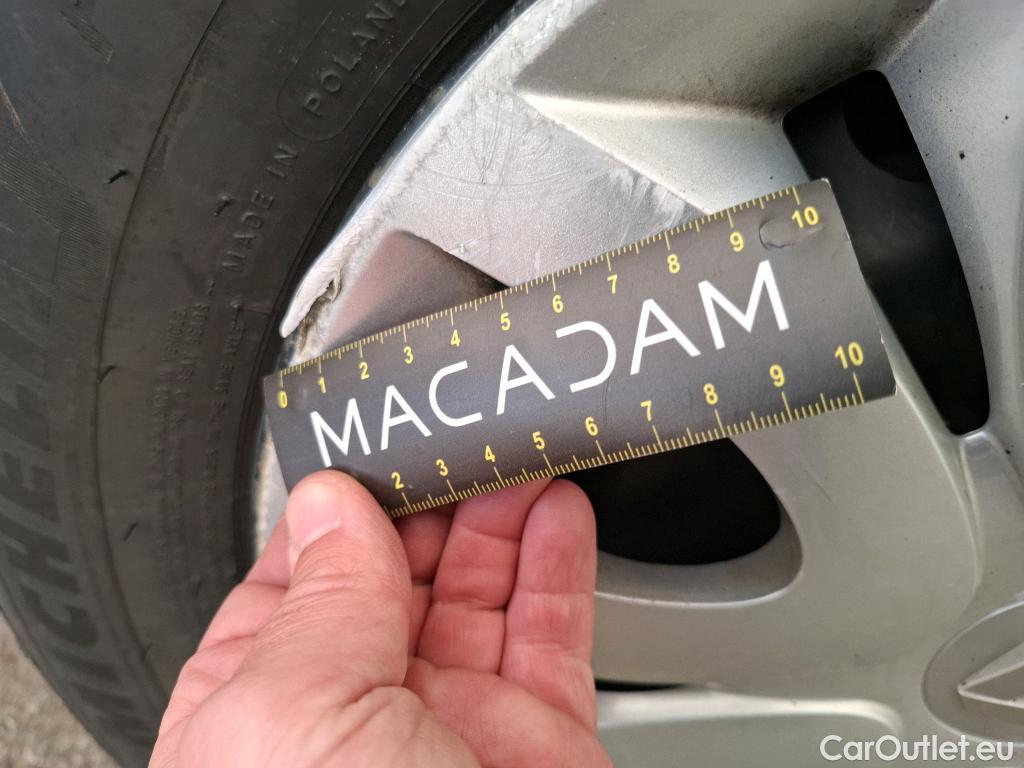 MADE IN POLAND
0 1 2 3 4 5 6 7 8 9 10
MACADAM
2 3 4 5 6 7 8 9 10
MICHELIN
CarOutlet.eu